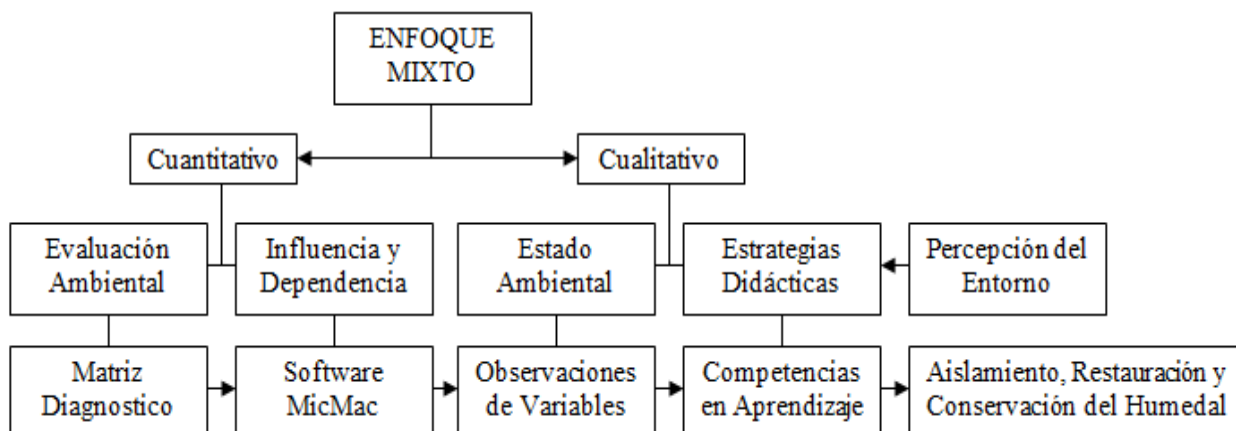 ENFOQUE
MIXTO
Cuantitativo
Cualitativo
Evaluación
Ambiental
Influencia y
Dependencia
Estado
Ambiental
Estrategias
Didácticas
Percepción del
Entorno
Matriz
Diagnostico
Software
MicMac
Observaciones
de Variables
Competencias
en Aprendizaje
Aislamiento, Restauración y
Conservación del Humedal